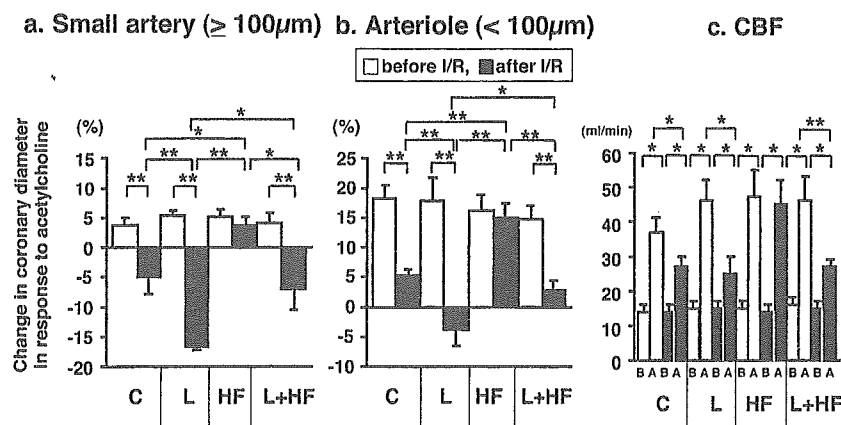 a. Small artery (≥ 100μm) b. Arteriole (< 100μm) c. CBF
before I/R, after I/R
(%)
Change in coronary diameter
in response to acetylcholine
15
10
5
0
-5
-10
-15
-20
* 
*
** ** *
** ** **
C L HF L+HF
(%)
25
20
15
10
5
0
-5
-10
*
**
** ** **
** ** **
C L HF L+HF
(ml/min)
60
50
40
30
20
10
0
* * **
* * * * * * * *
B A B A B A B A B A B A B A B A
C L HF L+HF